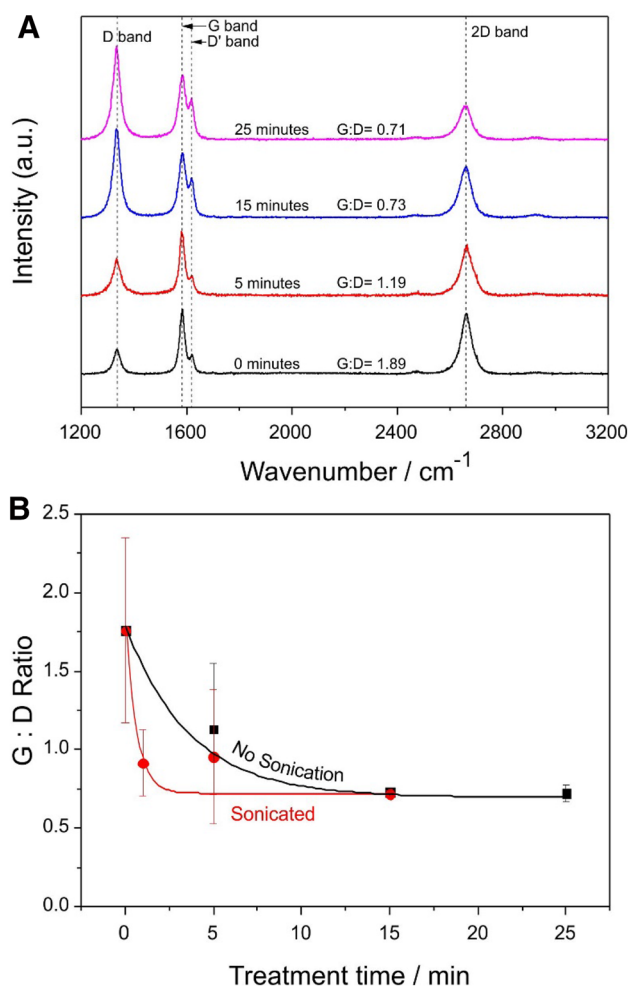 A
D band
G band
D' band
2D band
25 minutes G:D= 0.71
15 minutes G:D= 0.73
5 minutes G:D= 1.19
0 minutes G:D= 1.89
Intensity (a.u.)
1200 1600 2000 2400 2800 3200
Wavenumber / cm⁻¹
B
2.5
2.0
1.5
1.0
0.5
0.0
G : D Ratio
No Sonication
Sonicated
0 5 10 15 20 25
Treatment time / min